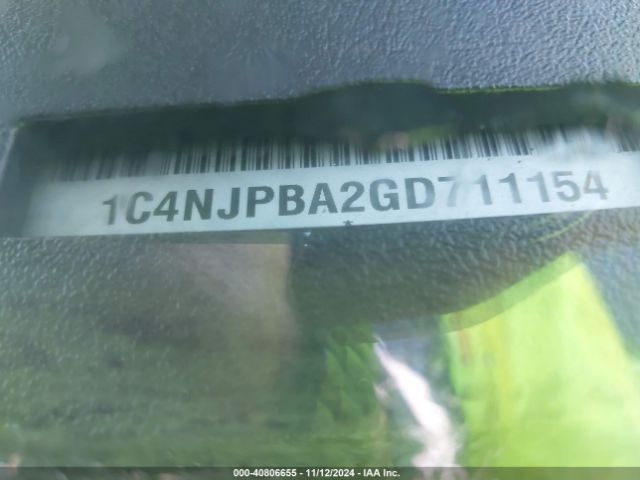 1C4NJPBA2GD711154
*
000-40806655 - 11/12/2024 - IAA Inc.